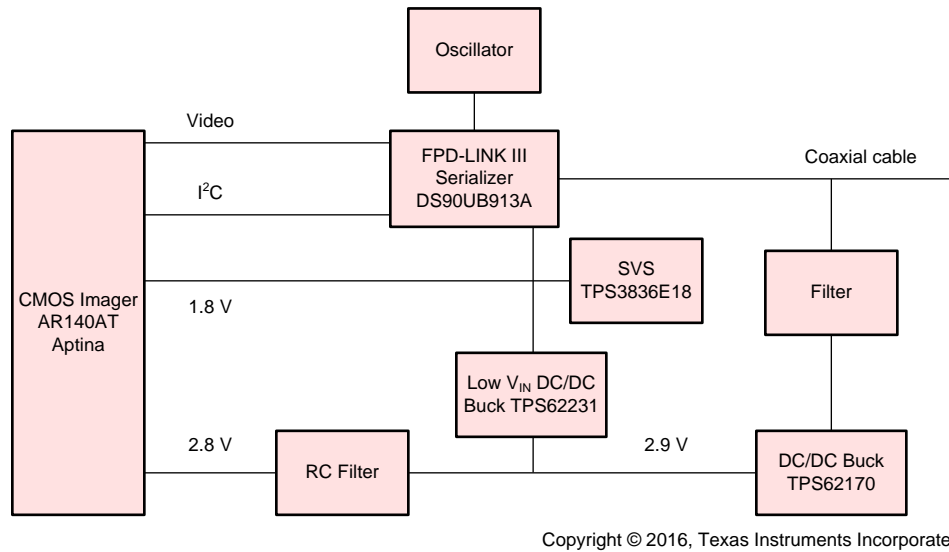 Oscillator
Video
FPD-LINK III
Serializer
DS90UB913A
Coaxial cable
I²C
SVS
TPS3836E18
Filter
CMOS Imager
AR140AT
Aptina
1.8 V
Low V_IN DC/DC
Buck TPS62231
2.8 V
RC Filter
2.9 V
DC/DC Buck
TPS62170
Copyright © 2016, Texas Instruments Incorporate